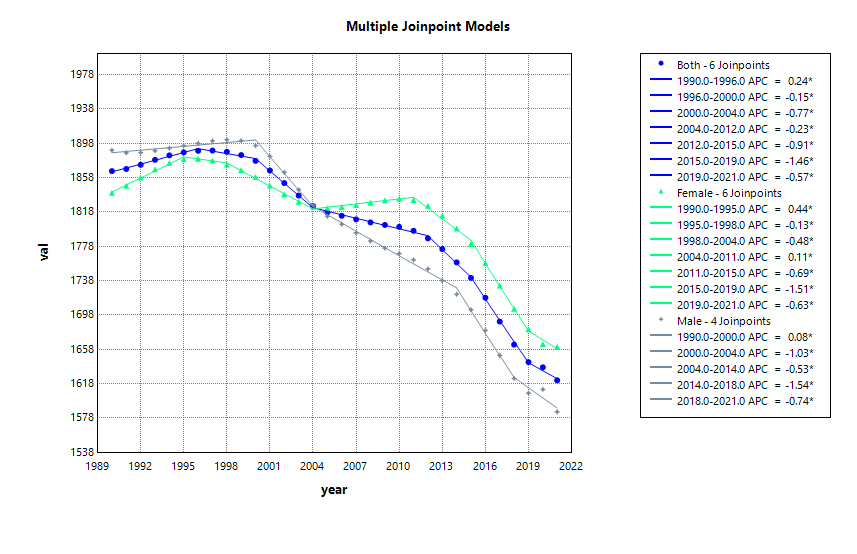 Multiple Joinpoint Models
1978
1938
1898
1858
1818
1778
1738
1698
1658
1618
1578
1538
val
1989 1992 1995 1998 2001 2004 2007 2010 2013 2016 2019 2022
year
Both - 6 Joinpoints
1990.0-1996.0 APC = 0.24*
1996.0-2000.0 APC = -0.15*
2000.0-2004.0 APC = -0.77*
2004.0-2012.0 APC = -0.23*
2012.0-2015.0 APC = -0.91*
2015.0-2019.0 APC = -1.46*
2019.0-2021.0 APC = -0.57*
Female - 6 Joinpoints
1990.0-1995.0 APC = 0.44*
1995.0-1998.0 APC = -0.13*
1998.0-2004.0 APC = -0.48*
2004.0-2011.0 APC = 0.11*
2011.0-2015.0 APC = -0.69*
2015.0-2019.0 APC = -1.51*
2019.0-2021.0 APC = -0.63*
Male - 4 Joinpoints
1990.0-2000.0 APC = 0.08*
2000.0-2004.0 APC = -1.03*
2004.0-2014.0 APC = -0.53*
2014.0-2018.0 APC = -1.54*
2018.0-2021.0 APC = -0.74*